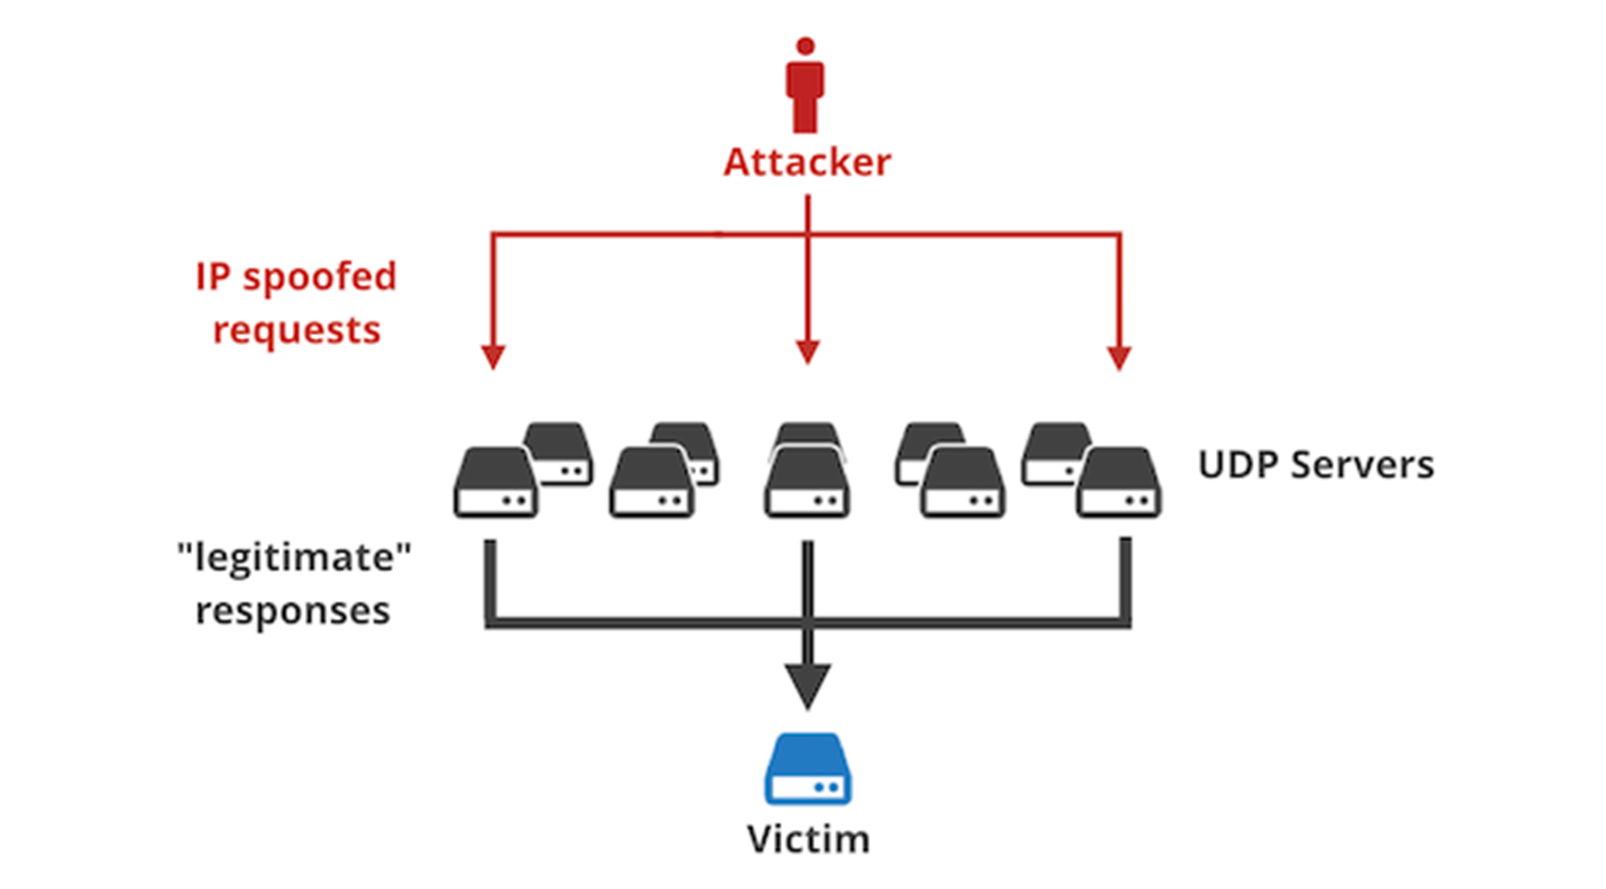 Attacker
IP spoofed
requests
UDP Servers
"legitimate"
responses
Victim